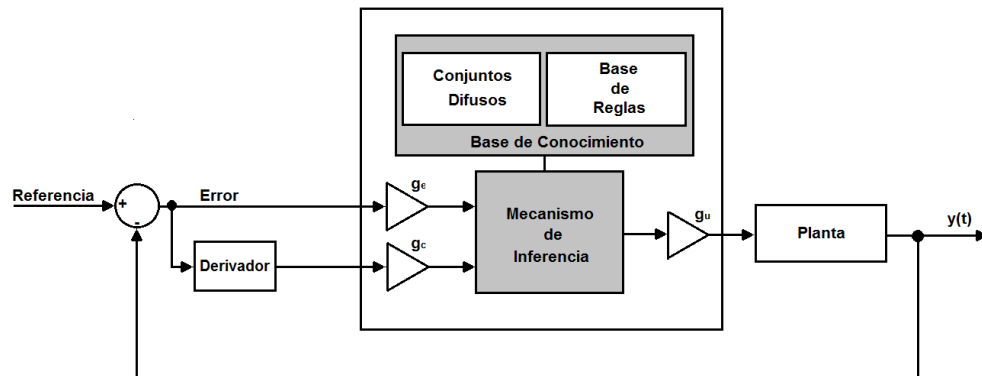 Conjuntos
Difusos
Base
de
Reglas
Base de Conocimiento
Referencia
+
-
Error
Derivador
ge
gc
Mecanismo
de
Inferencia
gu
Planta
y(t)